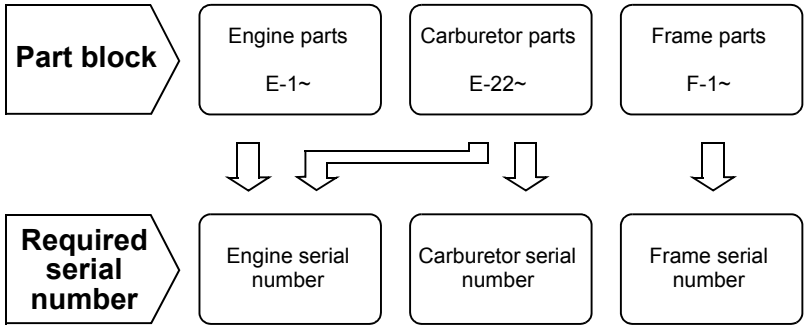 Part block
Engine parts
E-1~
Carburetor parts
E-22~
Frame parts
F-1~
Required
serial
number
Engine serial
number
Carburetor serial
number
Frame serial
number